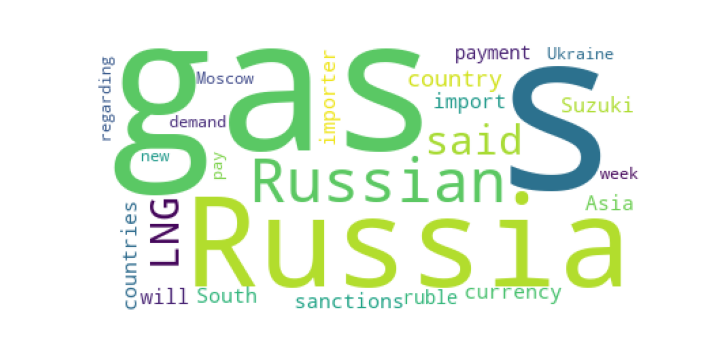 gas
S
Russia
Russian
said
LNG
importer
payment
Ukraine
country
import
Suzuki
regarding
Moscow
demand
new
pay
week
Asia
countries
will
South
sanctions
ruble
currency